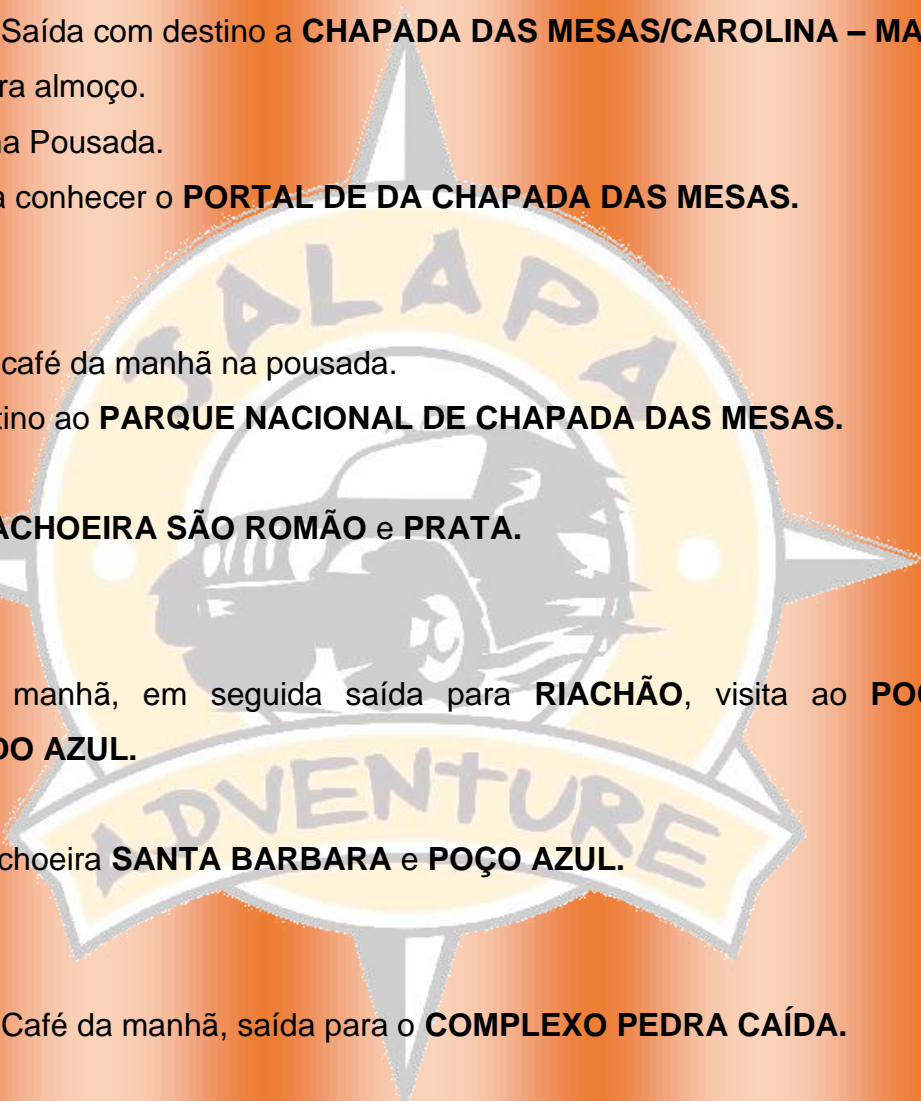 Saída com destino a CHAPADA DAS MESAS/CAROLINA – MA
ra almoço.
na Pousada.
a conhecer o PORTAL DE DA CHAPADA DAS MESAS.
JALAPA
café da manhã na pousada.
tino ao PARQUE NACIONAL DE CHAPADA DAS MESAS.
ACHOEIRA SÃO ROMÃO e PRATA.
manhã, em seguida saída para RIACHÃO, visita ao POÇ
DO AZUL.
ADVENTURE
choeira SANTA BARBARA e POÇO AZUL.
Café da manhã, saída para o COMPLEXO PEDRA CAÍDA.